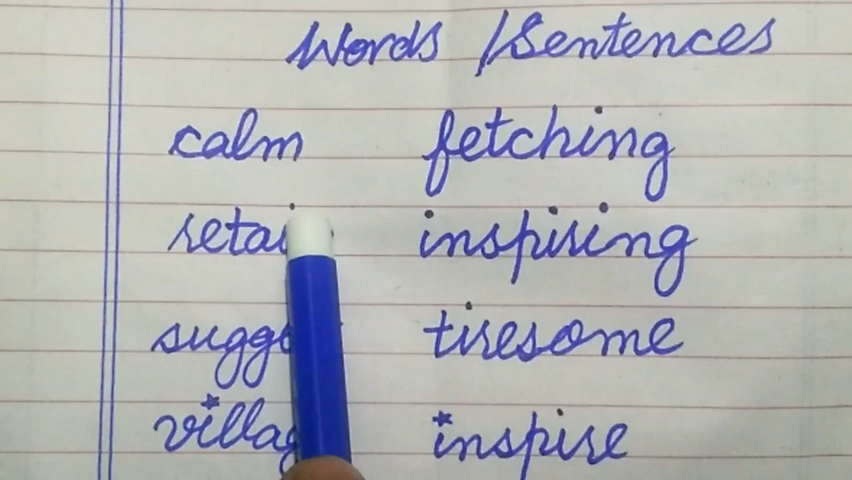 Words / Sentences
calm fetching
inspiring
tiresome
inspire